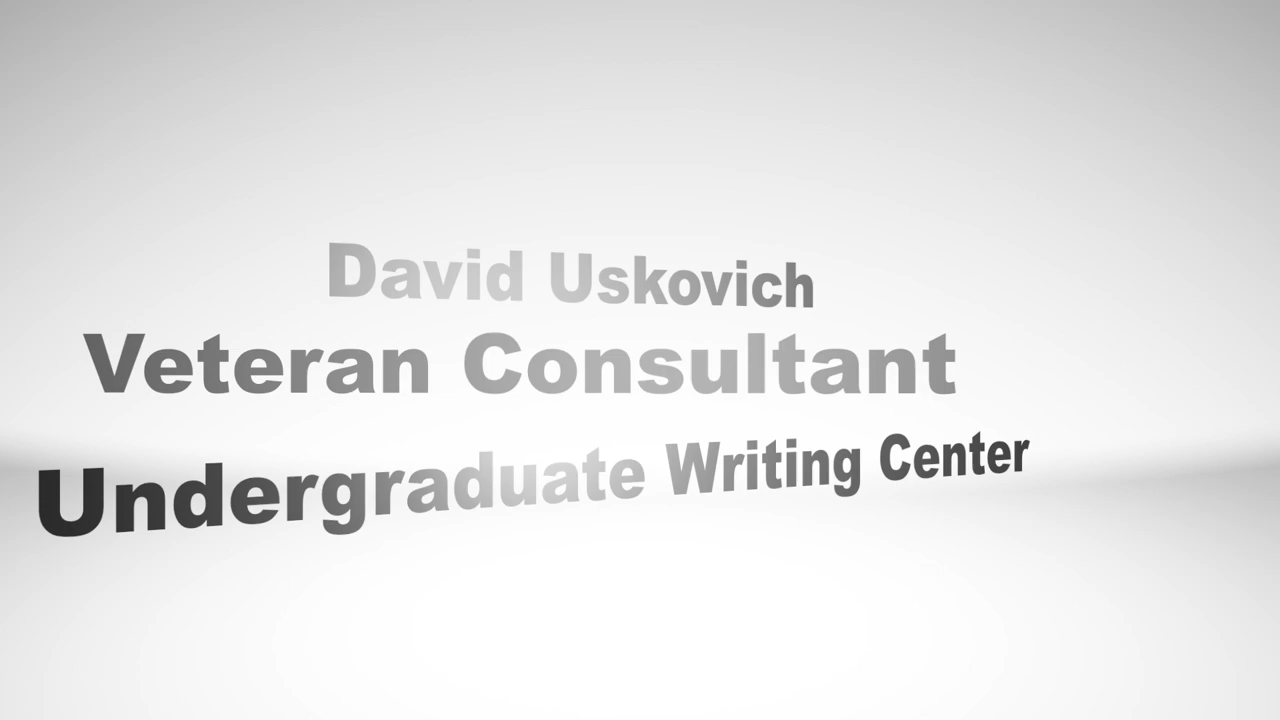 David Uskovich
Veteran Consultant
Undergraduate Writing Center